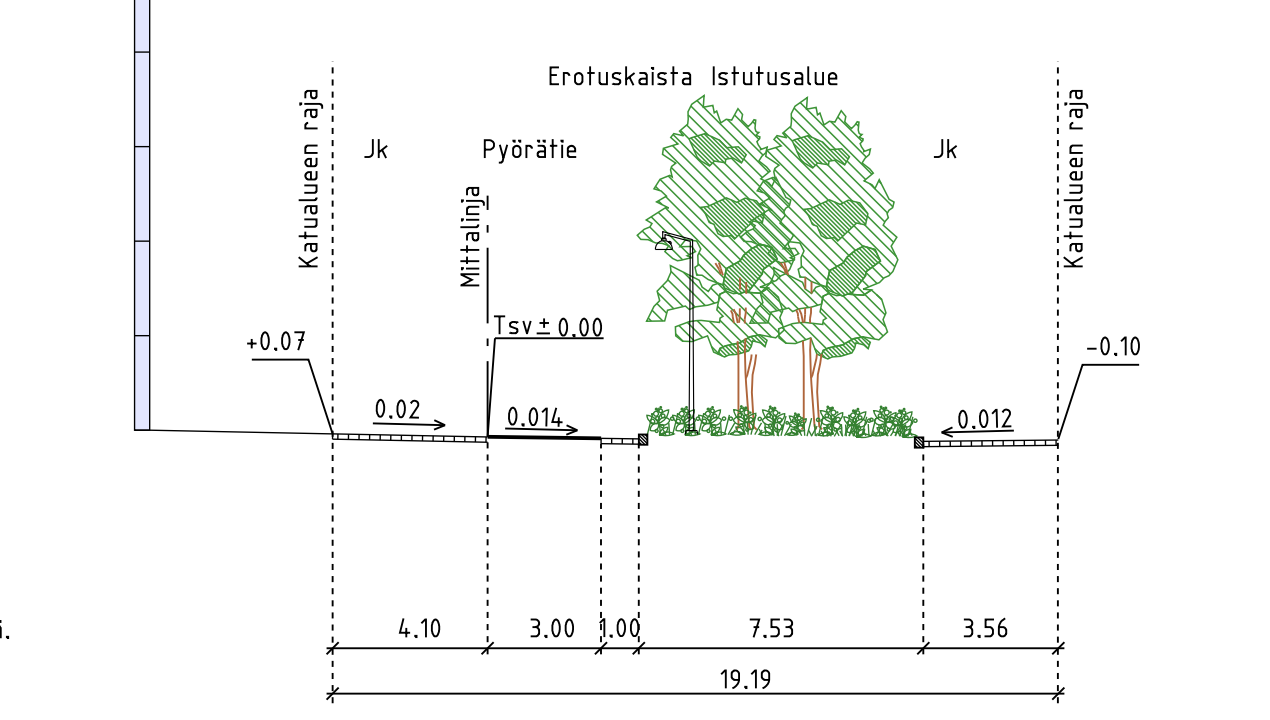 Erotuskaista Istutusalue
Katualueen raja
Jk
Pyörätie
Jk
Katualueen raja
Mittalinja
+0.07
Tsv ± 0.00
-0.10
0.02
0.014
0.012
4.10
3.00
1.00
7.53
3.56
19.19